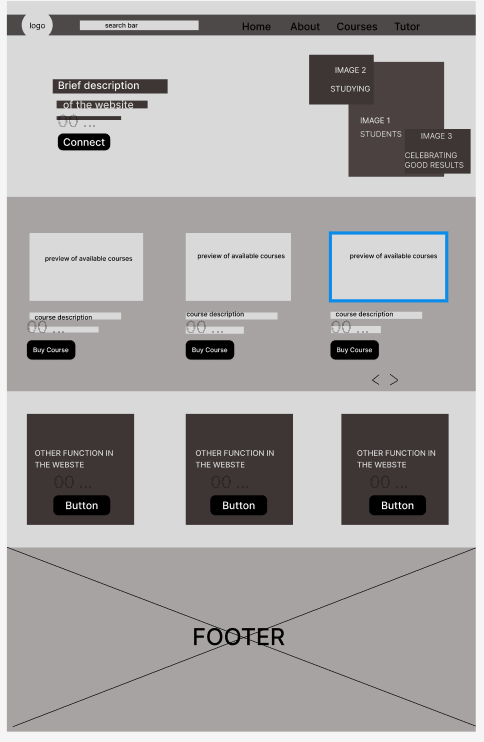 logo
search bar
Home About Courses Tutor
Brief description
of the website
00 ...
Connect
IMAGE 2
STUDYING
IMAGE 1
STUDENTS
IMAGE 3
CELEBRATING
GOOD RESULTS
preview of available courses
preview of available courses
preview of available courses
course description
00 ...
Buy Course
course description
00 ...
Buy Course
course description
00 ...
Buy Course
< >
OTHER FUNCTION IN
THE WEBSTE
00 ...
Button
OTHER FUNCTION IN
THE WEBSTE
00 ...
Button
OTHER FUNCTION IN
THE WEBSTE
00 ...
Button
FOOTER